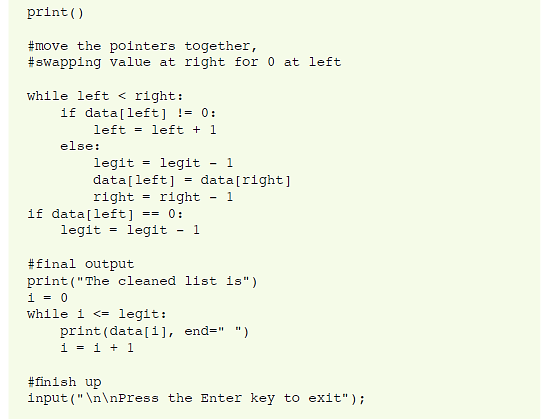 print()
#move the pointers together,
#swapping value at right for 0 at left
while left < right:
    if data[left] != 0:
        left = left + 1
    else:
        legit = legit - 1
        data[left] = data[right]
        right = right - 1
if data[left] == 0:
    legit = legit - 1
#final output
print("The cleaned list is")
i = 0
while i <= legit:
    print(data[i], end=" ")
    i = i + 1
#finish up
input("\n\nPress the Enter key to exit");